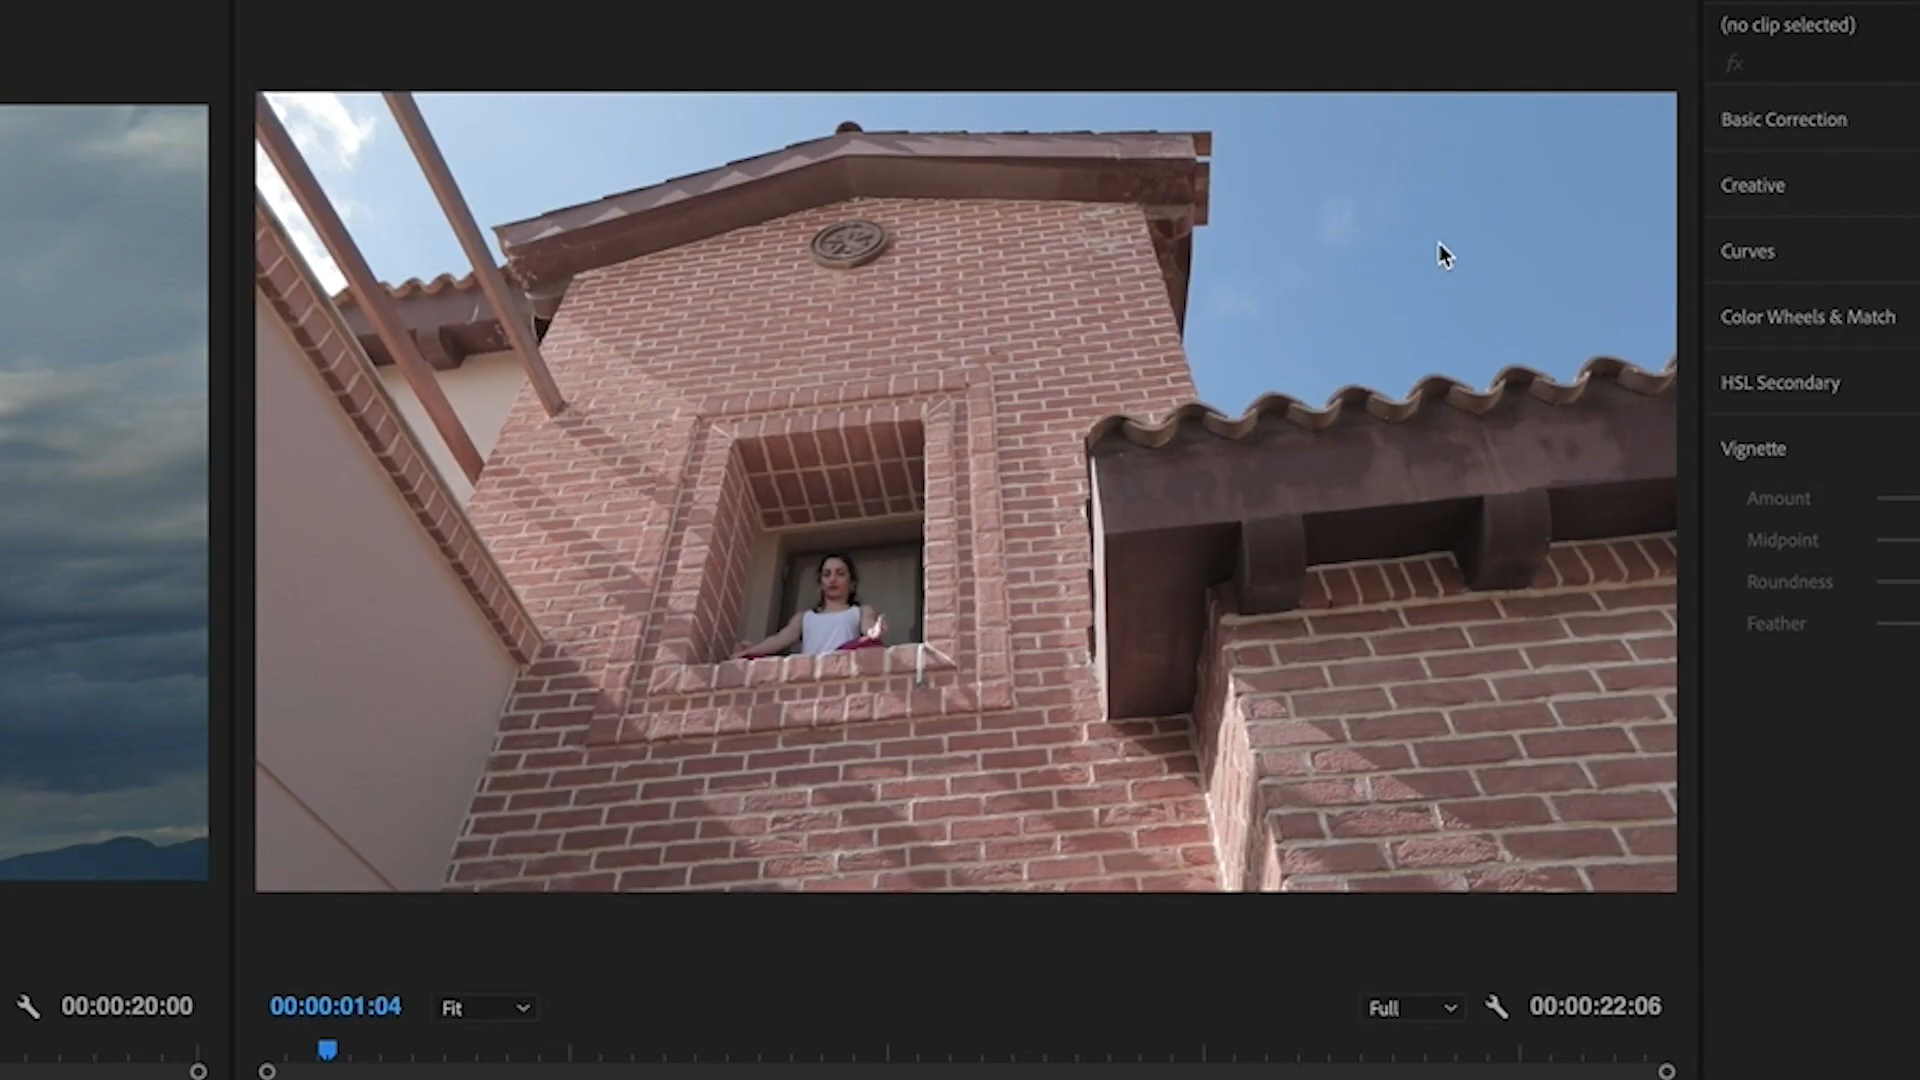 (no clip selected)
fx
Basic Correction
Creative
Curves
Color Wheels & Match
HSL Secondary
Vignette
Amount
Midpoint
Roundness
Feather
00:00:20:00
00:00:01:04
Fit
Full
00:00:22:06